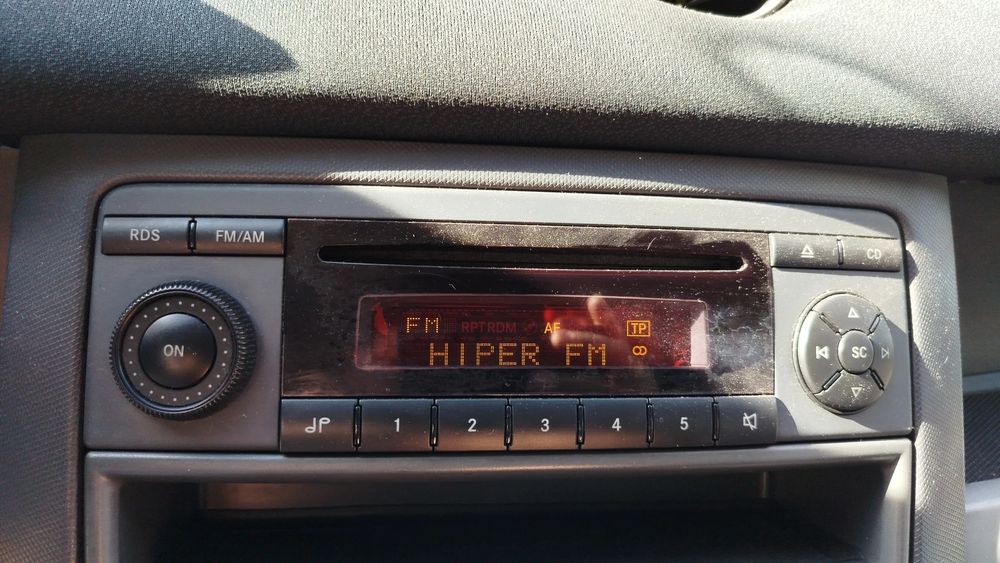 RDS FM/AM
CD
ON
FM RPT RDM AF TP
HIPER FM
SC
1 2 3 4 5